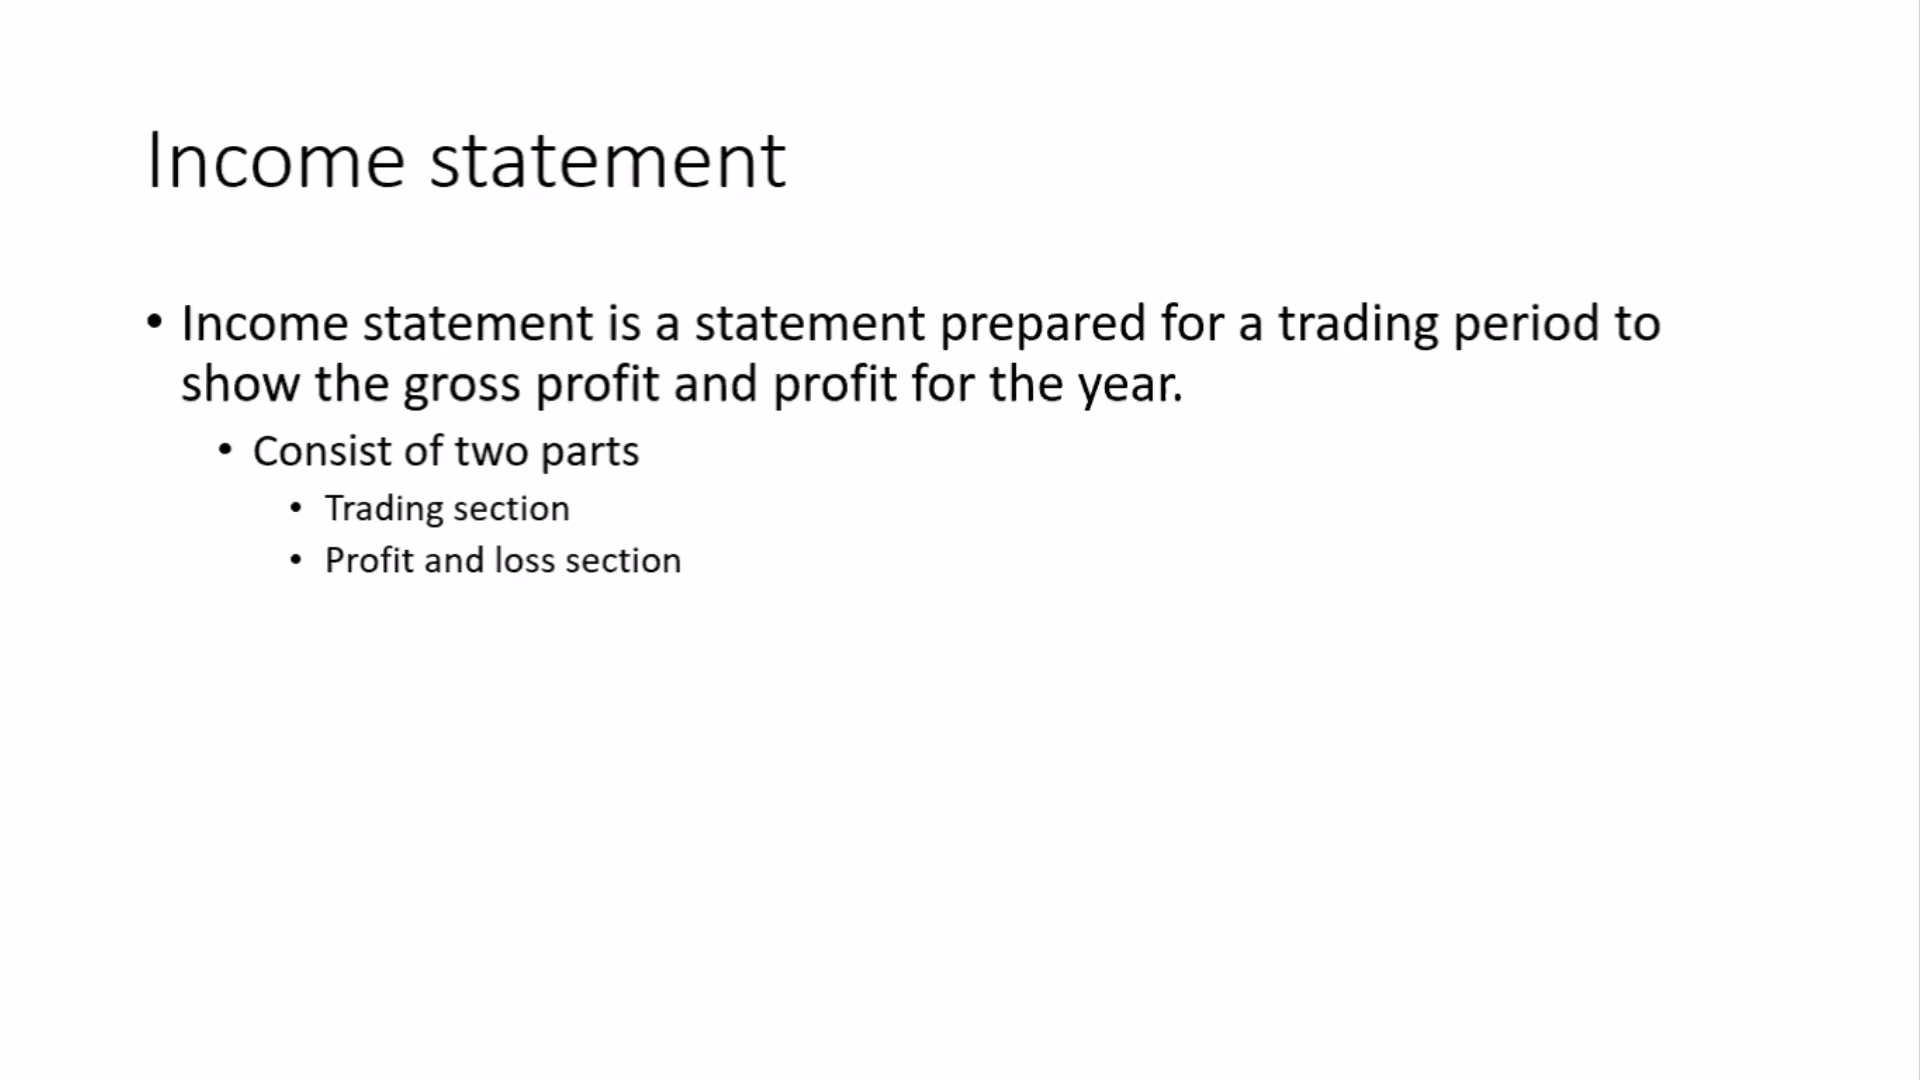 Income statement
• Income statement is a statement prepared for a trading period to
show the gross profit and profit for the year.
• Consist of two parts
• Trading section
• Profit and loss section